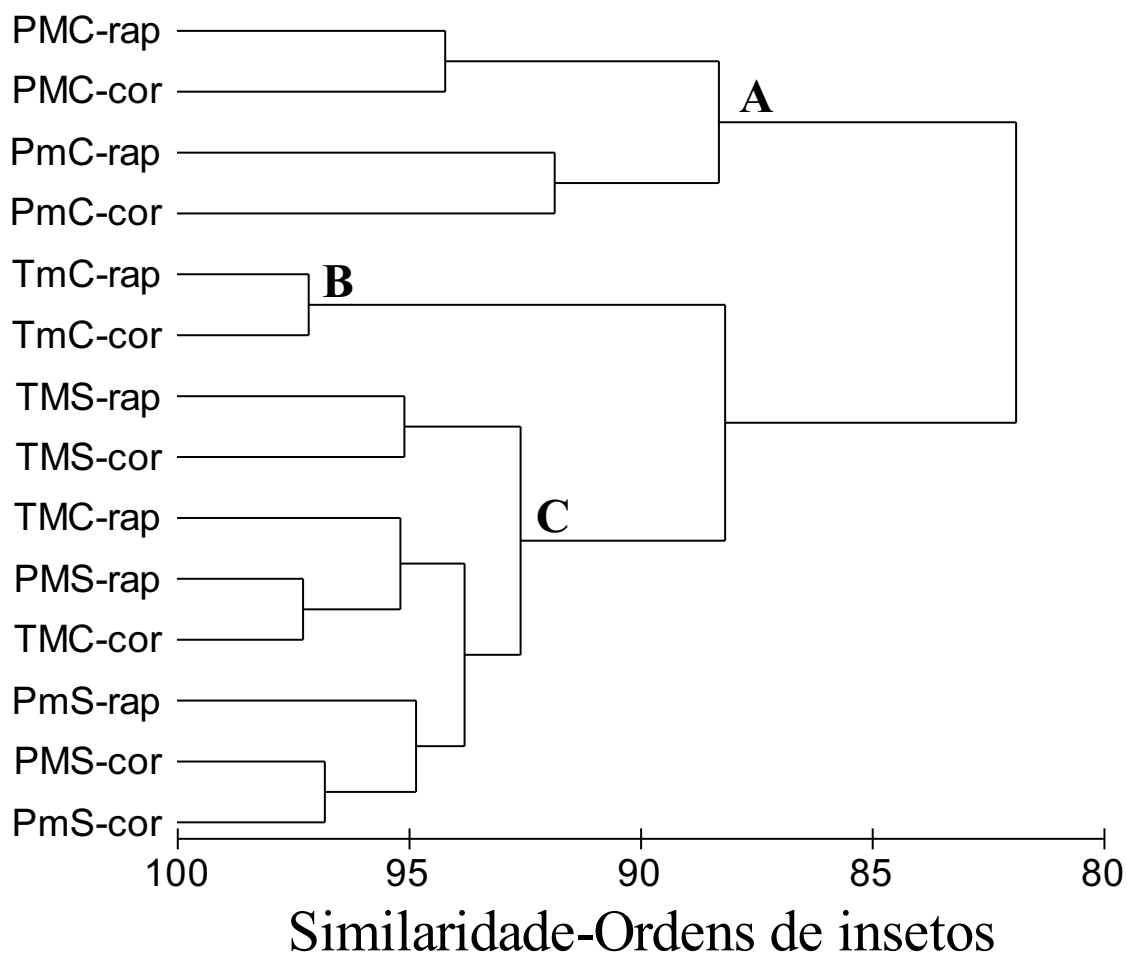 PMC-rap
A
PMC-cor
PmC-rap
PmC-cor
TmC-rap
B
TmC-cor
TMS-rap
TMS-cor
TMC-rap
C
PMS-rap
TMC-cor
PmS-rap
PMS-cor
PmS-cor
100 95 90 85 80
Similaridade-Ordens de insetos